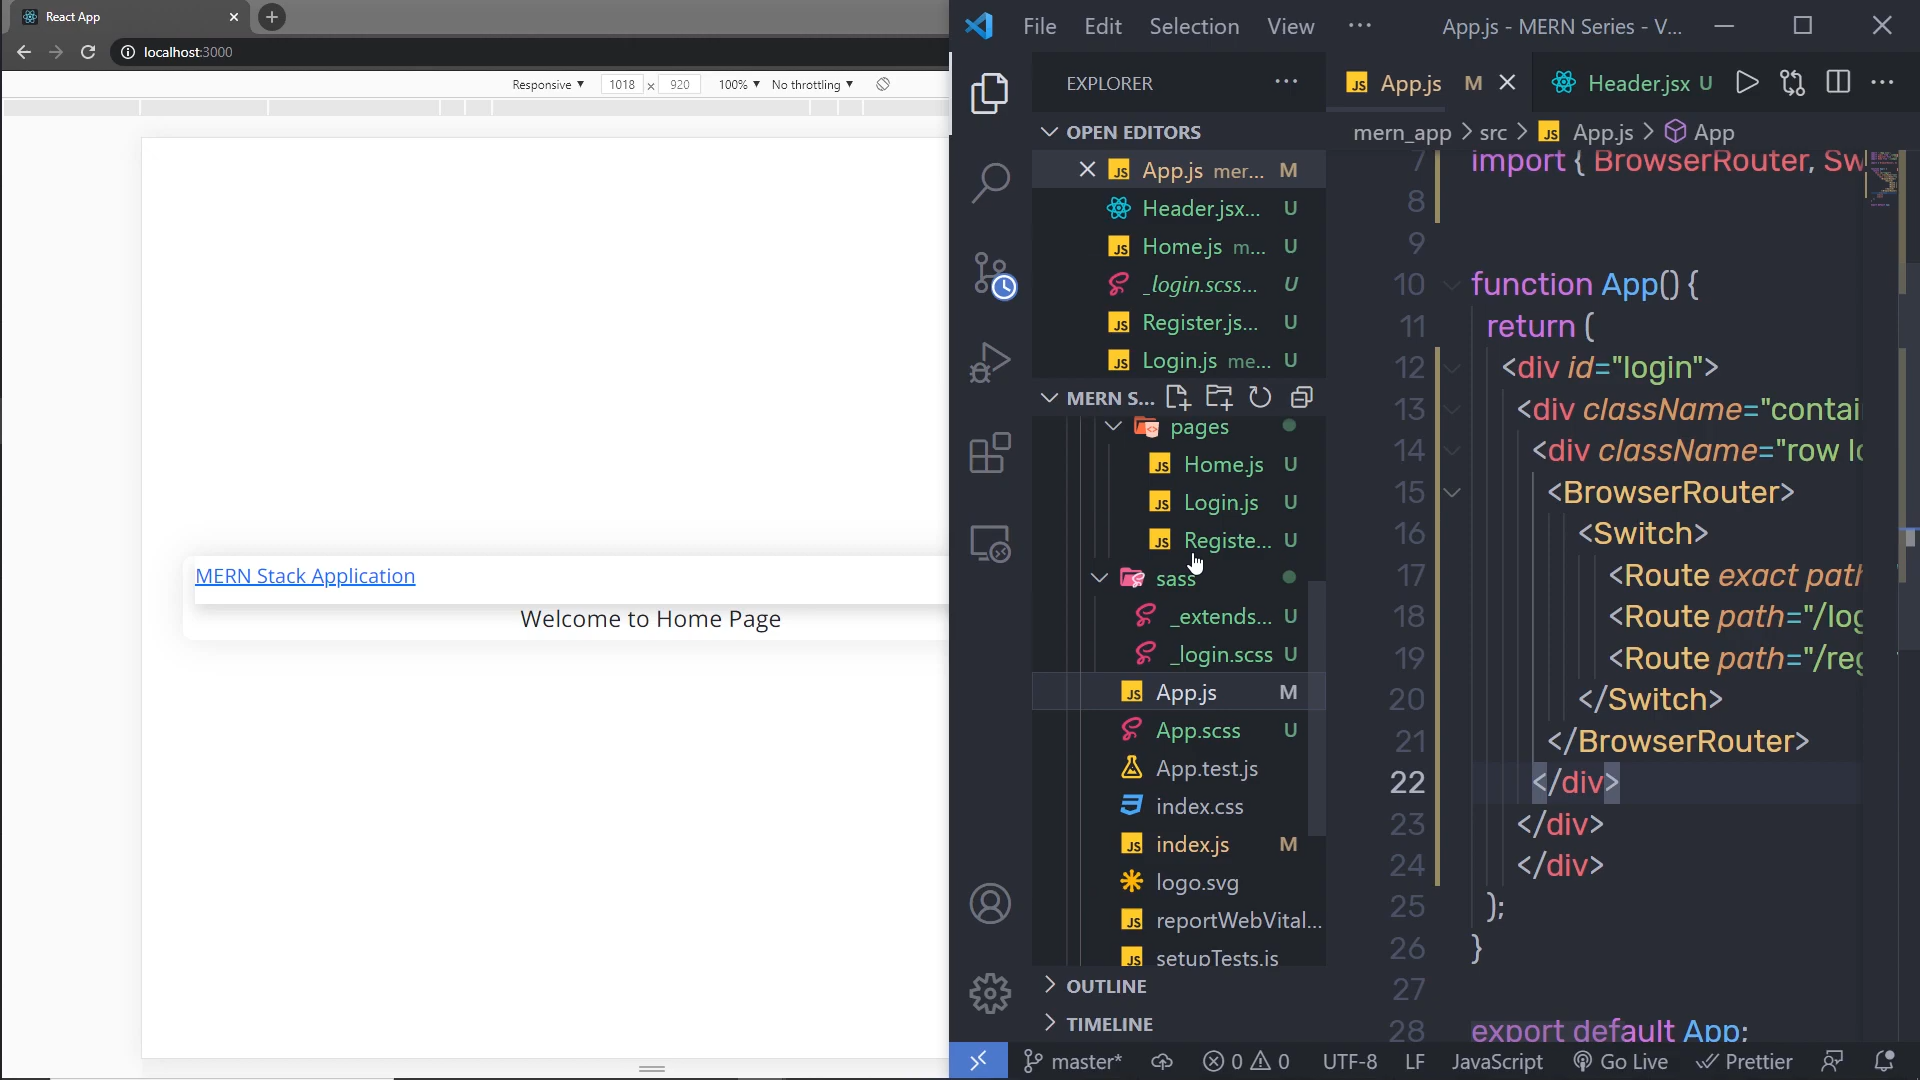 React App
localhost:3000
Responsive
1018 x 920
100%
No throttling
MERN Stack Application
Welcome to Home Page
File Edit Selection View ···
App.js - MERN Series - V...
EXPLORER
OPEN EDITORS
App.js mer... M
Header.jsx... U
Home.js m... U
_login.scss... U
Register.js... U
Login.js me... U
MERN S...
pages
Home.js U
Login.js U
Registe... U
sass
_extends... U
_login.scss U
App.js M
App.scss U
App.test.js
index.css
index.js M
logo.svg
reportWebVital...
setupTests.js
OUTLINE
TIMELINE
App.js M
Header.jsx U
mern_app > src > App.js > App
7 import { BrowserRouter, Sw
8
9
10 function App() {
11 return (
12 <div id="login">
13 <div className="contai
14 <div className="row lo
15 <BrowserRouter>
16 <Switch>
17 <Route exact path
18 <Route path="/log
19 <Route path="/reg
20 </Switch>
21 </BrowserRouter>
22 </div>
23 </div>
24 </div>
25 );
26 }
27
28 export default App;
master* 0 0 UTF-8 LF JavaScript Go Live Prettier